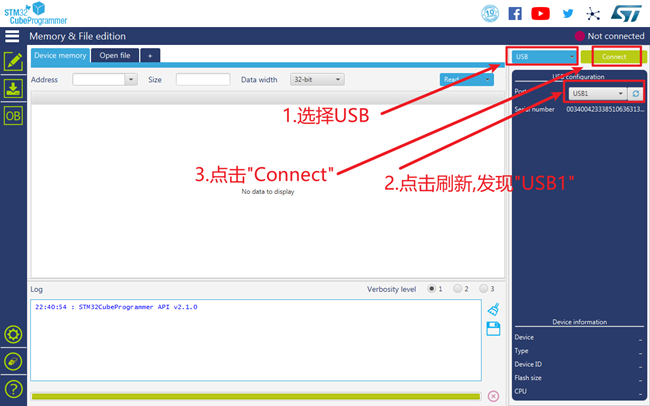 STM32
CubeProgrammer
ST
Memory & File edition
Not connected
Device memory
Open file
+
USB
Connect
Address
Size
Data width
32-bit
Read
USB configuration
Port
USB1
Serial number
003400423338510636313...
OB
1.选择USB
3.点击"Connect"
2.点击刷新,发现"USB1"
No data to display
Log
Verbosity level
1
2
3
22:40:54 : STM32CubeProgrammer API v2.1.0
Device information
Device
-
Type
-
Device ID
-
Flash size
-
CPU
-
?